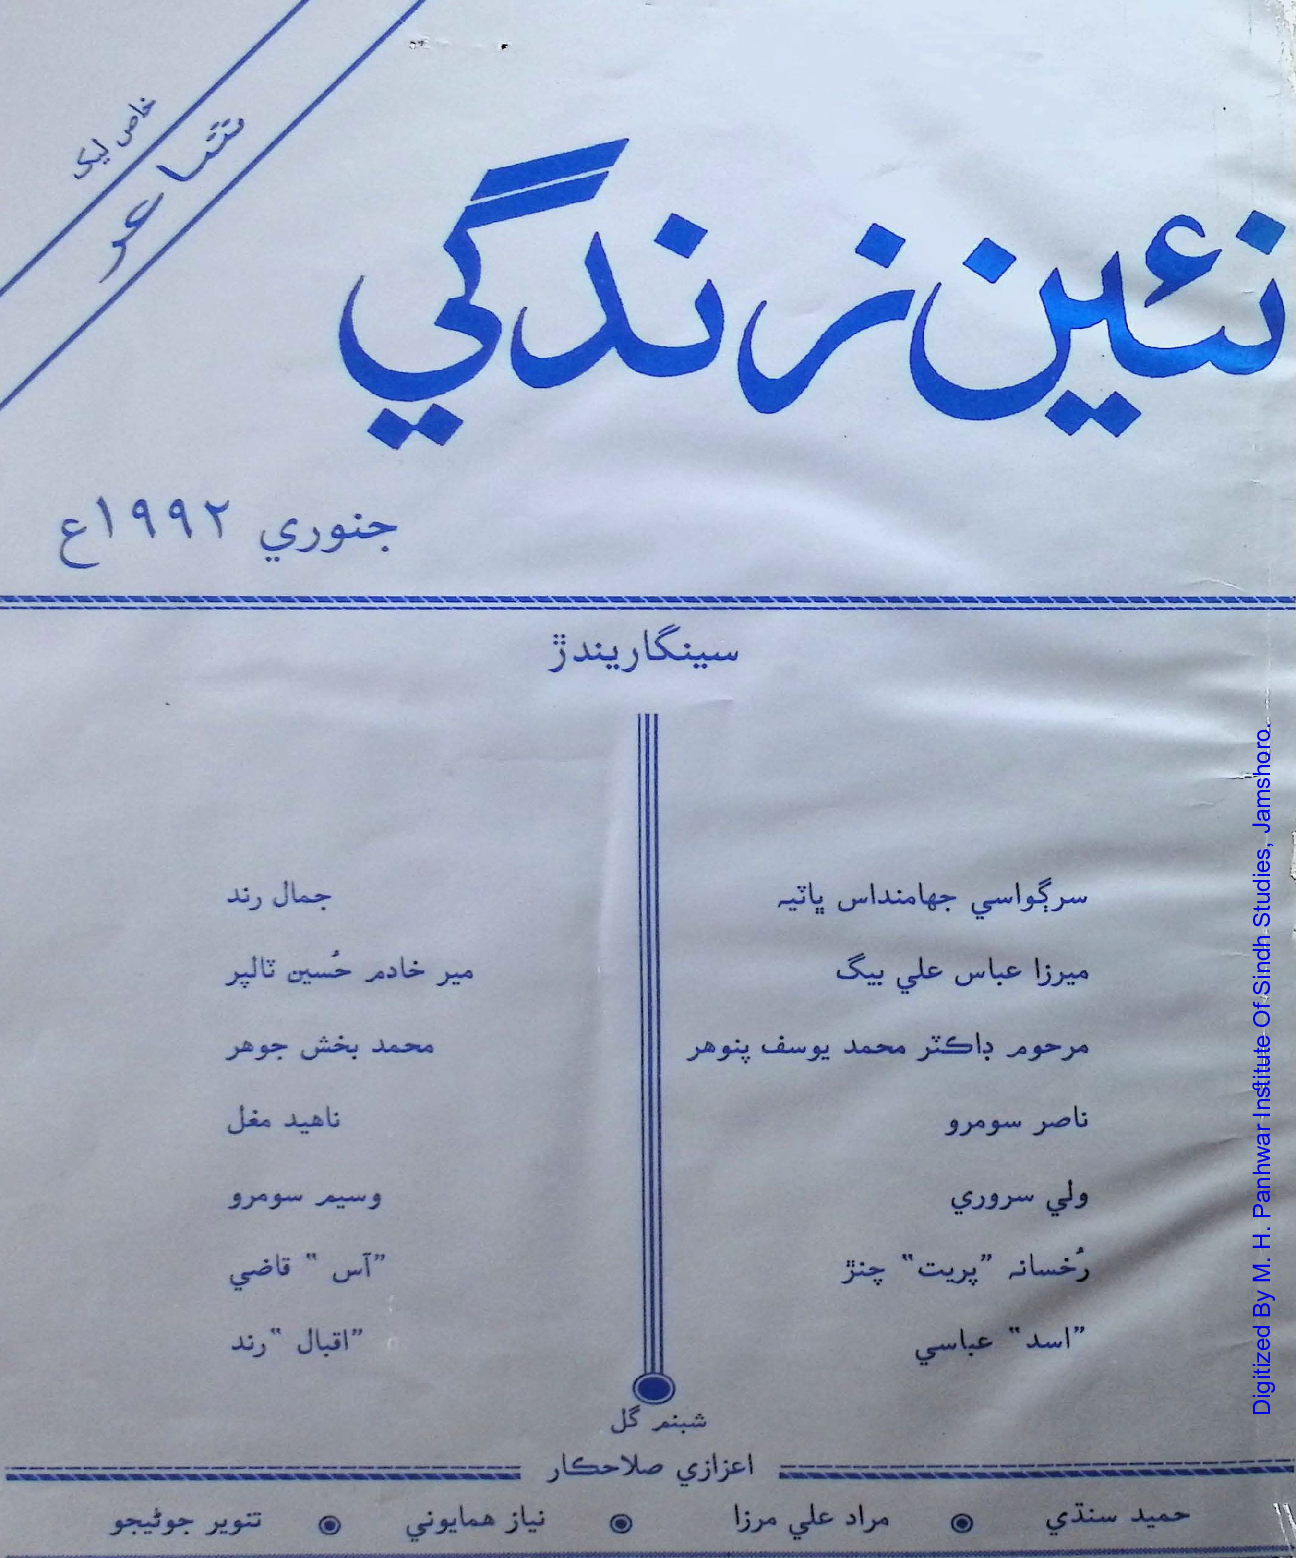 خاص ليک
شاعر
نئين زندگي
جنوري ١٩٩٢ع
سينگاريندڙ
سرڳواسي جهامنداس ڀاٽيه
جمال رند
ميرزا عباس علي بيگ
مير خادم حُسين ٽالپر
مرحوم ڊاڪٽر محمد يوسف پنوهر
محمد بخش جوهر
ناصر سومرو
ناهيد مغل
ولي سروري
وسيم سومرو
رُخسانہ ”پريت“ چنڙ
”آس“ قاضي
”اسد“ عباسي
”اقبال“ رند
شبنم گل
اعزازي صلاحڪار
حميد سنڌي ◉ مراد علي مرزا ◉ نياز همايوني ◉ تنوير جوڻيجو
Digitized By M. H. Panhwar Institute Of Sindh Studies, Jamshoro.